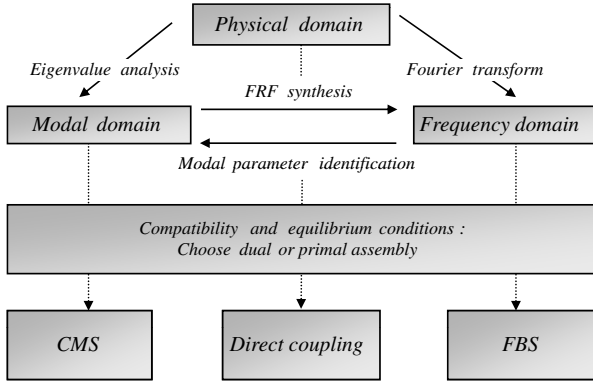 Physical domain
Eigenvalue analysis
Fourier transform
FRF synthesis
Modal domain
Frequency domain
Modal parameter identification
Compatibility and equilibrium conditions :
Choose dual or primal assembly
CMS
Direct coupling
FBS